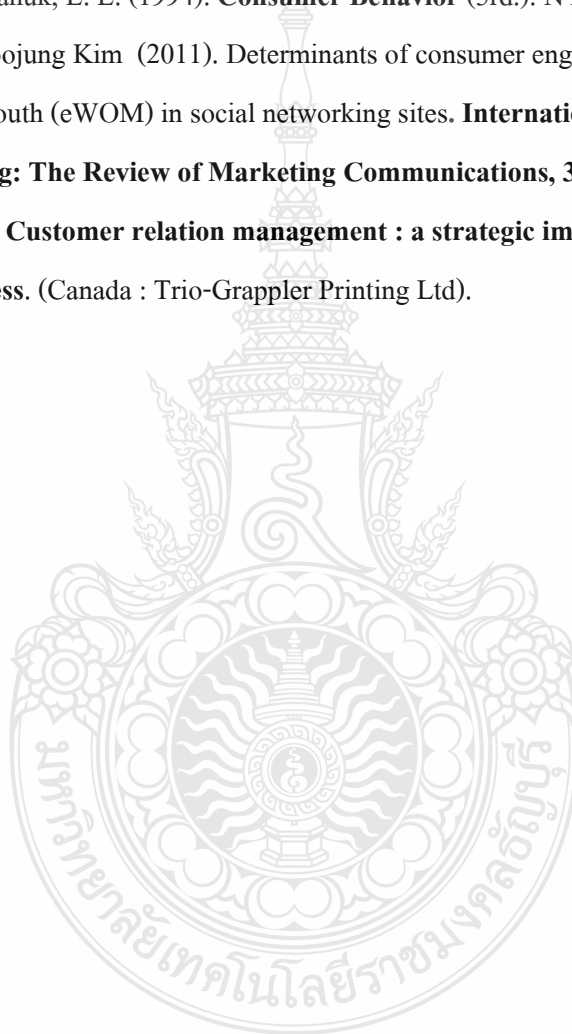 anuk, L. L. (1994). Consumer Behavior (5rd.). N
oojung Kim (2011). Determinants of consumer eng
outh (eWOM) in social networking sites. Internatio
g: The Review of Marketing Communications, 3
Customer relation management : a strategic im
ess. (Canada : Trio-Grappler Printing Ltd).
มหาวิทยาลัยเทคโนโลยีราชมงคลธัญบุรี